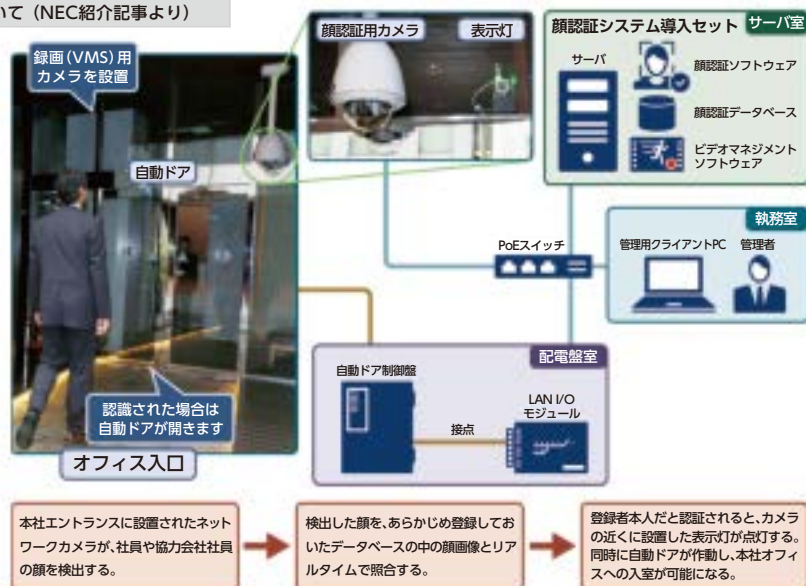 いて（NEC紹介記事より）
録画(VMS)用
カメラを設置
自動ドア
認識された場合は
自動ドアが開きます
オフィス入口
顔認証用カメラ
表示灯
顔認証システム導入セット
サーバ室
サーバ
顔認証ソフトウェア
顔認証データベース
ビデオマネジメント
ソフトウェア
執務室
PoEスイッチ
管理用クライアントPC
管理者
配電盤室
自動ドア制御盤
LAN I/O
モジュール
接点
本社エントランスに設置されたネット
ワークカメラが、社員や協力会社社員
の顔を検出する。
検出した顔を、あらかじめ登録してお
いたデータベースの中の顔画像とリア
ルタイムで照合する。
登録者本人だと認証されると、カメラ
の近くに設置した表示灯が点灯する。
同時に自動ドアが作動し、本社オフィ
スへの入室が可能になる。